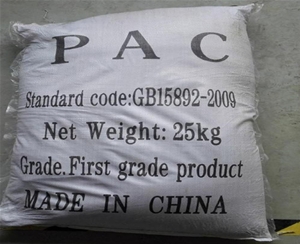 PAC
Standard code:GB15892-2009
Net Weight: 25kg
Grade.First grade product
MADE IN CHINA